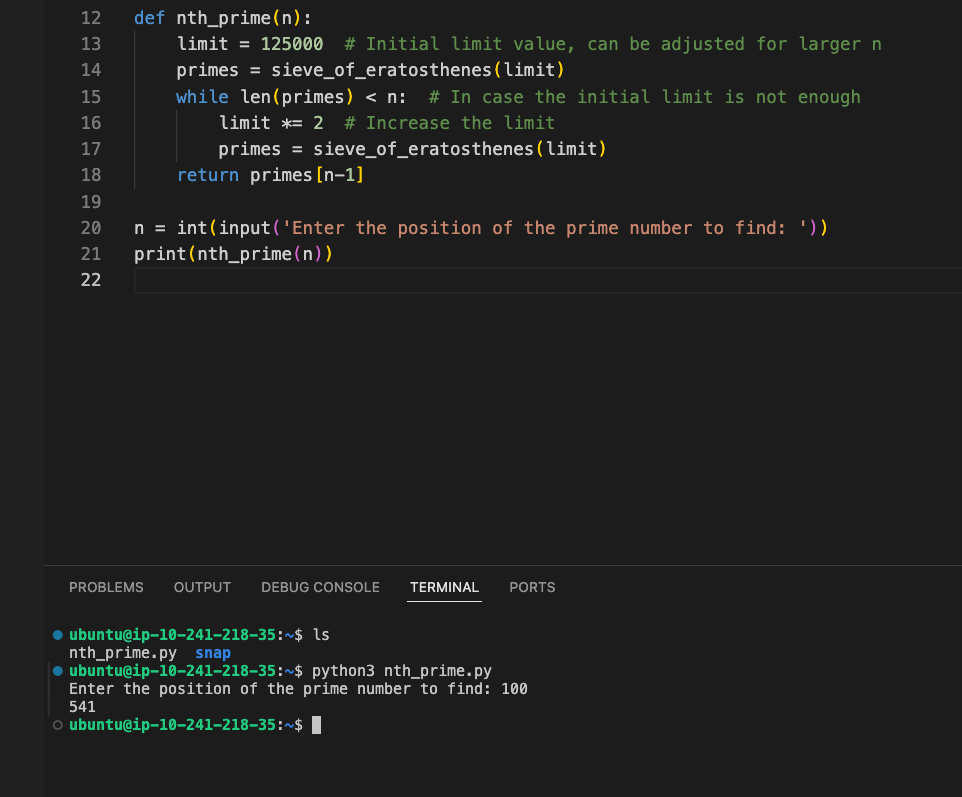 12 def nth_prime(n):
13     limit = 125000  # Initial limit value, can be adjusted for larger n
14     primes = sieve_of_eratosthenes(limit)
15     while len(primes) < n:  # In case the initial limit is not enough
16         limit *= 2  # Increase the limit
17         primes = sieve_of_eratosthenes(limit)
18     return primes[n-1]
19
20 n = int(input('Enter the position of the prime number to find: '))
21 print(nth_prime(n))
22
PROBLEMS OUTPUT DEBUG CONSOLE TERMINAL PORTS
ubuntu@ip-10-241-218-35:~$ ls
nth_prime.py  snap
ubuntu@ip-10-241-218-35:~$ python3 nth_prime.py
Enter the position of the prime number to find: 100
541
ubuntu@ip-10-241-218-35:~$